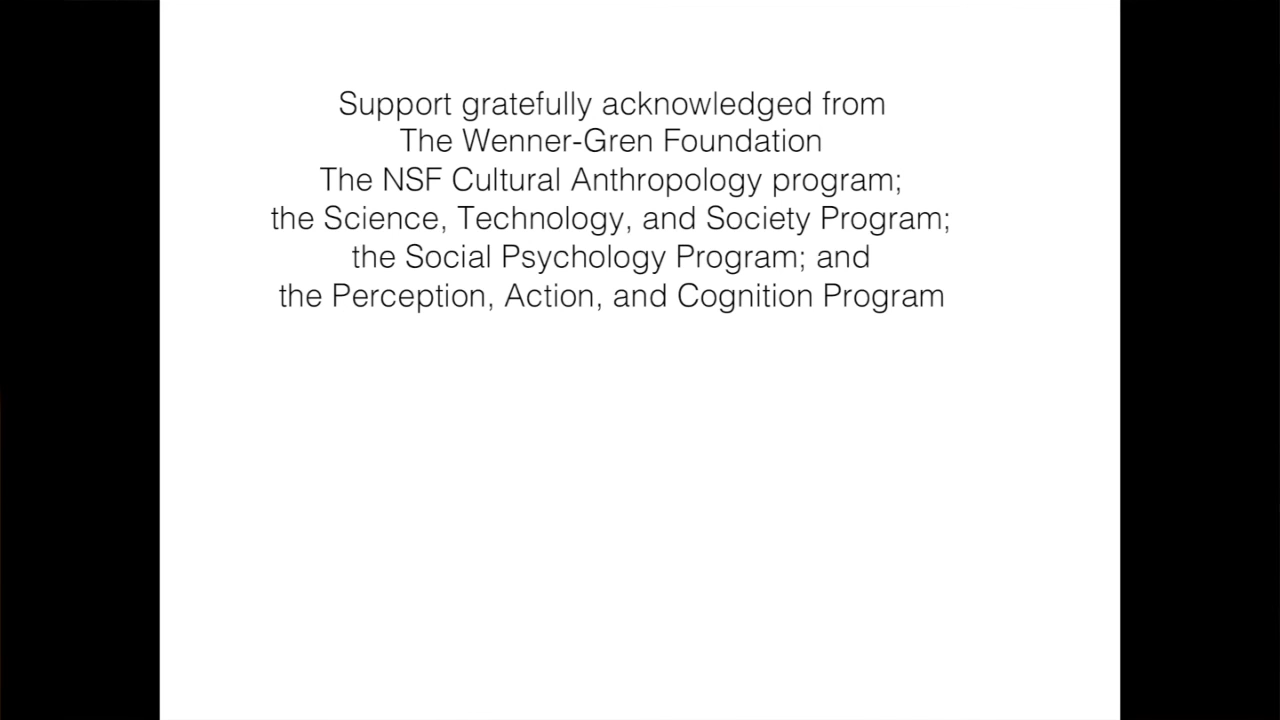 Support gratefully acknowledged from
The Wenner-Gren Foundation
The NSF Cultural Anthropology program;
the Science, Technology, and Society Program;
the Social Psychology Program; and
the Perception, Action, and Cognition Program